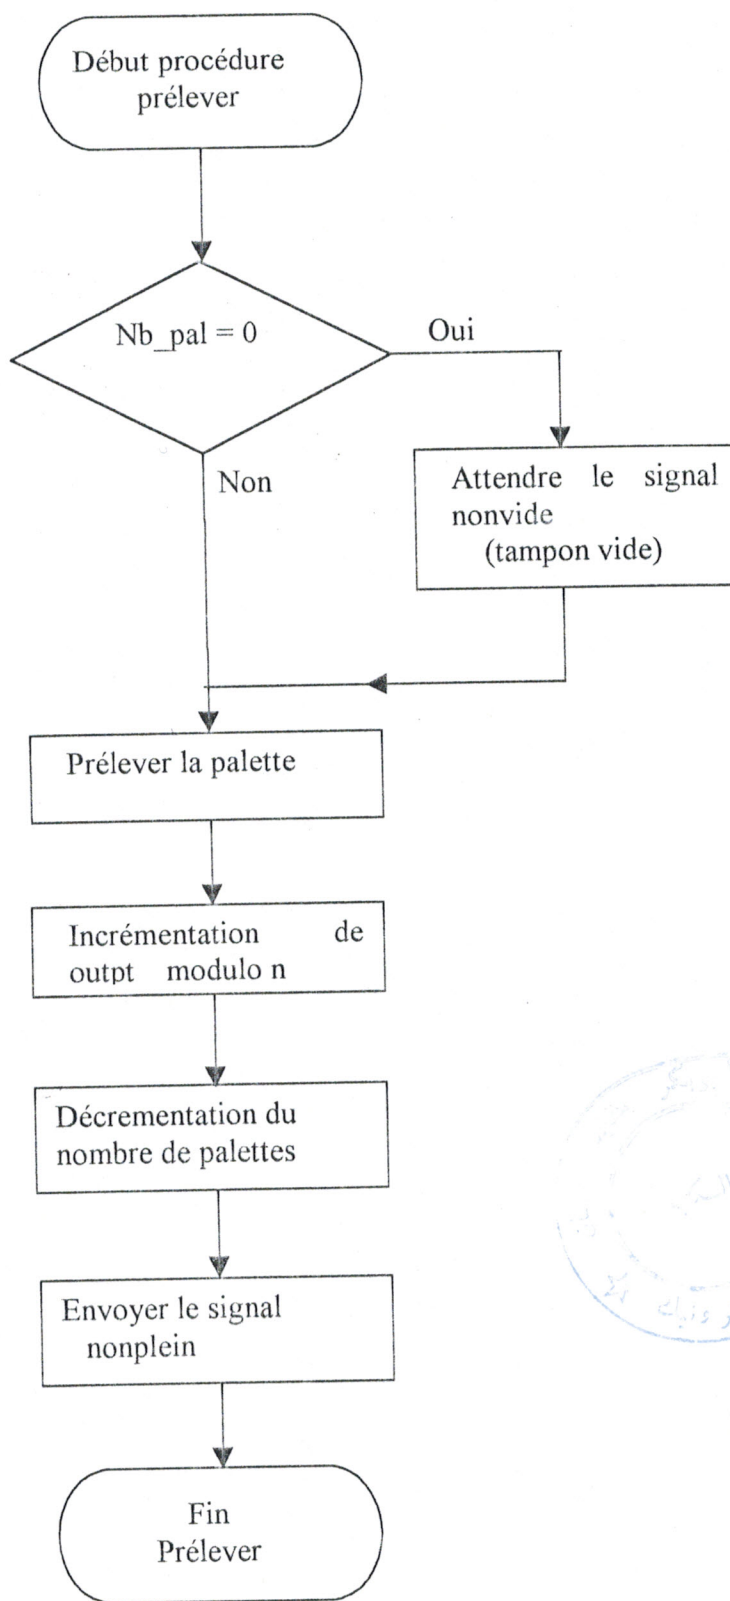 Début procédure
prélever
Nb_pal = 0
Oui
Non
Attendre le signal
nonvide
(tampon vide)
Prélever la palette
Incrémentation de
outpt modulo n
Décrementation du
nombre de palettes
Envoyer le signal
nonplein
Fin
Prélever